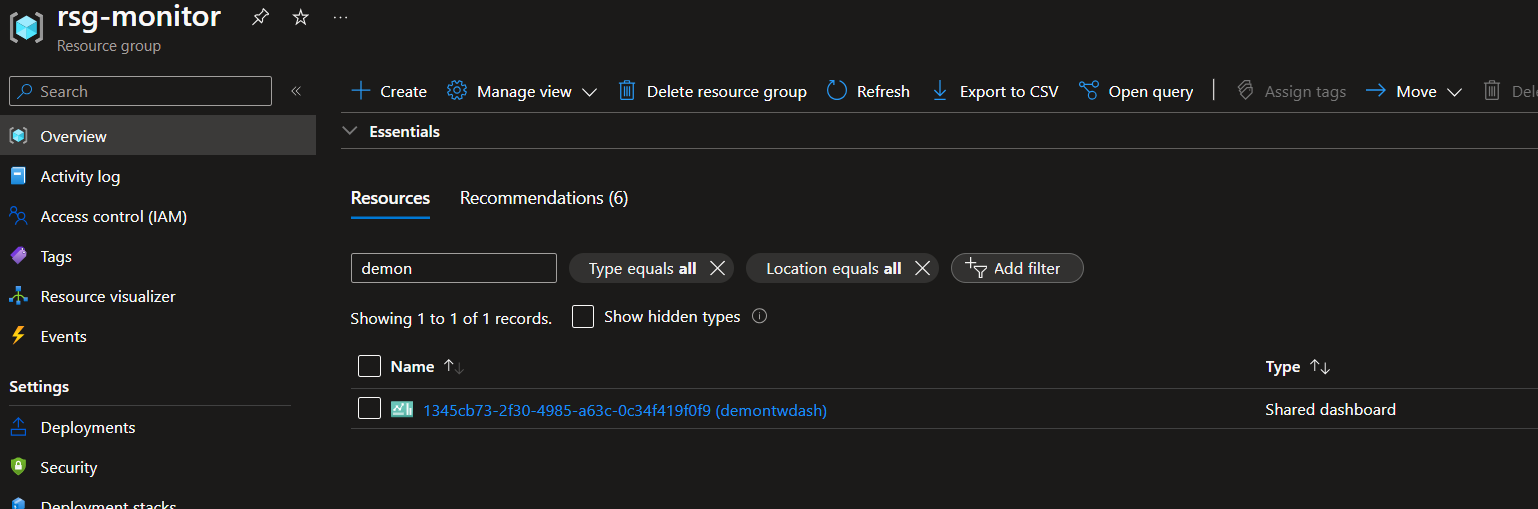 rsg-monitor
Resource group
Search
Create Manage view Delete resource group Refresh Export to CSV Open query Assign tags Move
Essentials
Overview
Activity log
Access control (IAM)
Tags
Resource visualizer
Events
Settings
Deployments
Security
Deployment stacks
Resources Recommendations (6)
demon Type equals all Location equals all Add filter
Showing 1 to 1 of 1 records. Show hidden types
Name Type
1345cb73-2f30-4985-a63c-0c34f419f0f9 (demontwdash) Shared dashboard